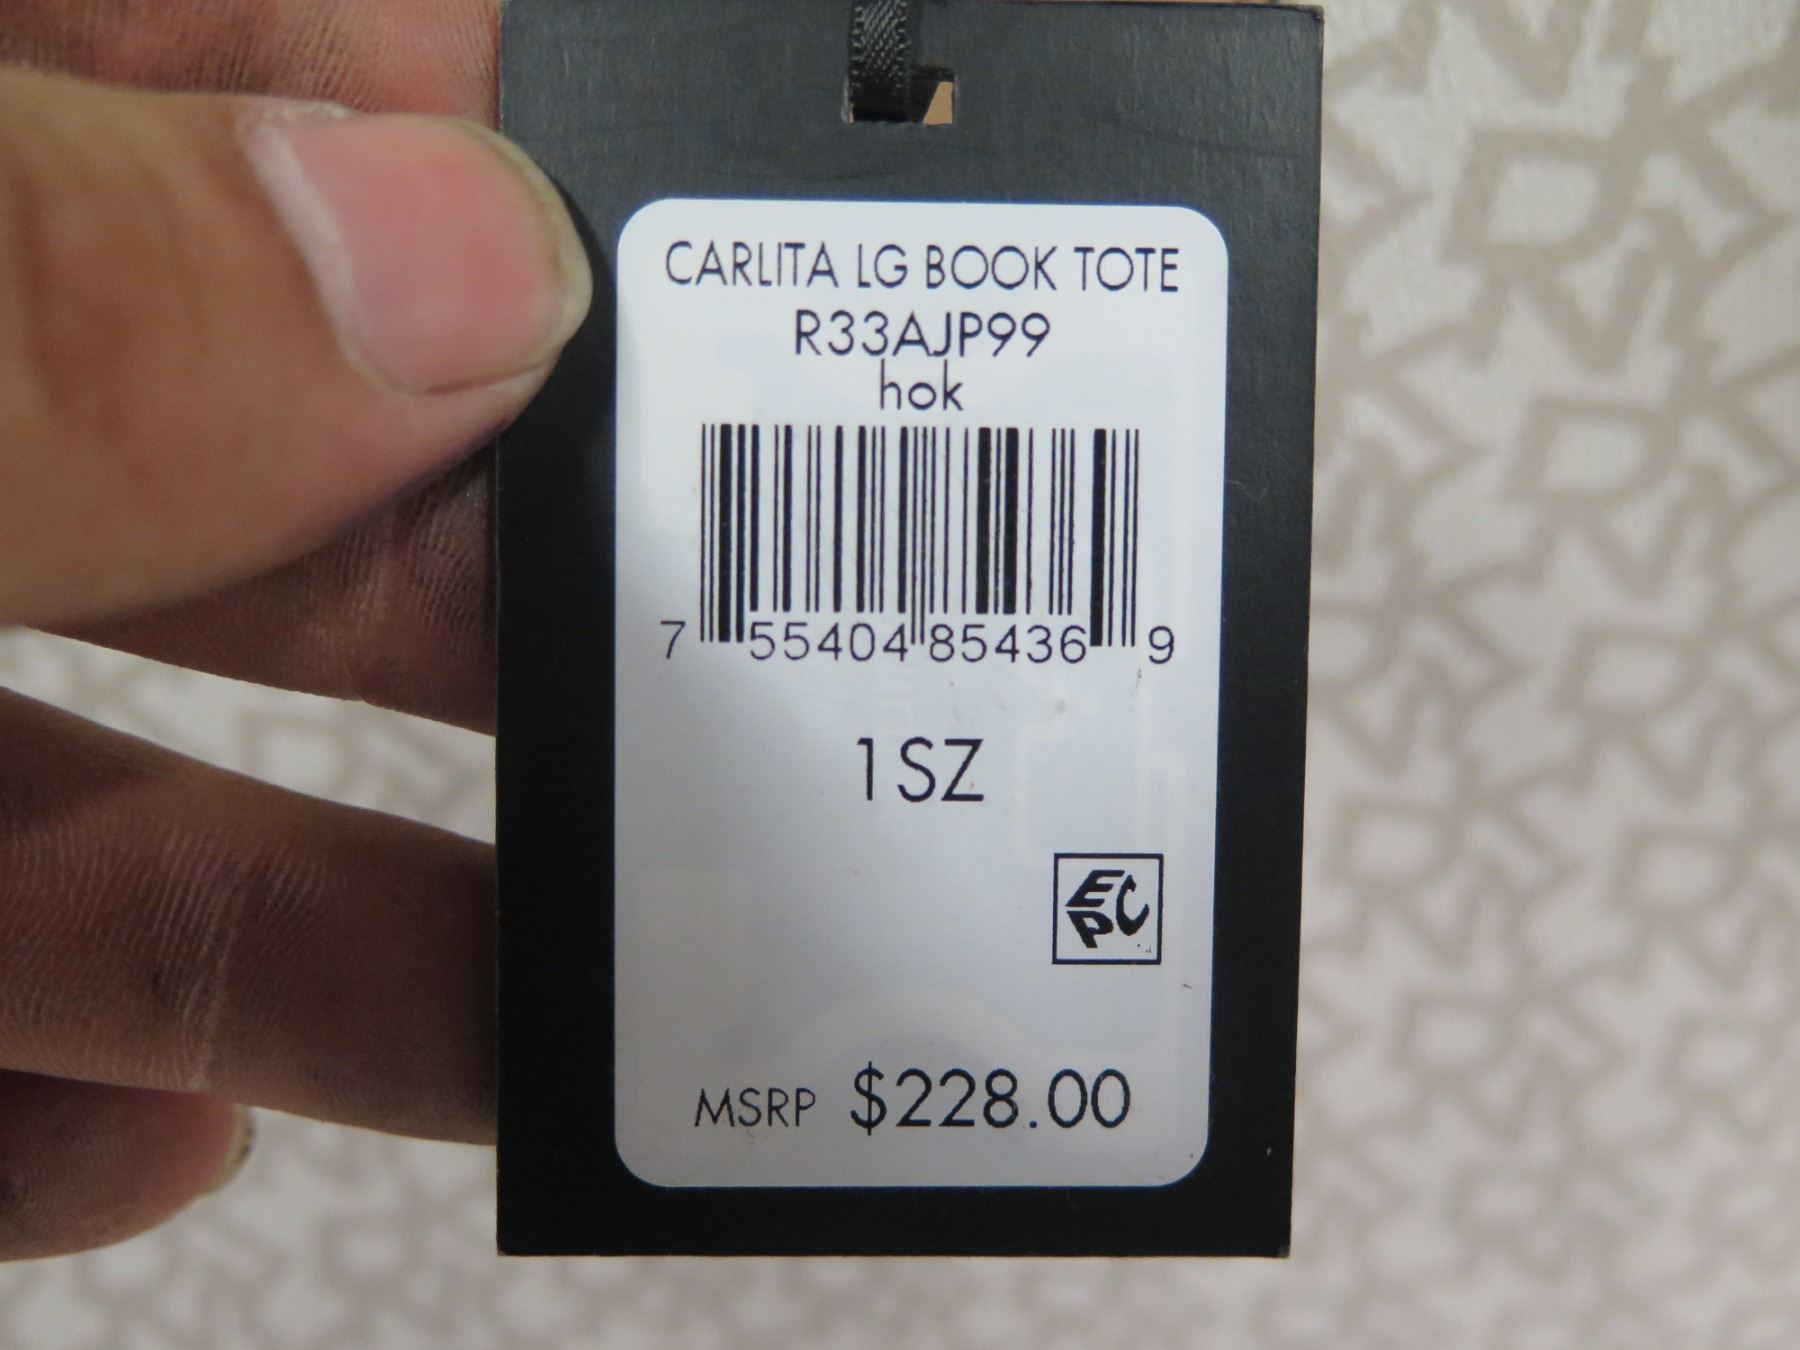 CARLITA LG BOOK TOTE
R33AJP99
hok
7 55404 85436 9
1SZ
EPC
MSRP $228.00